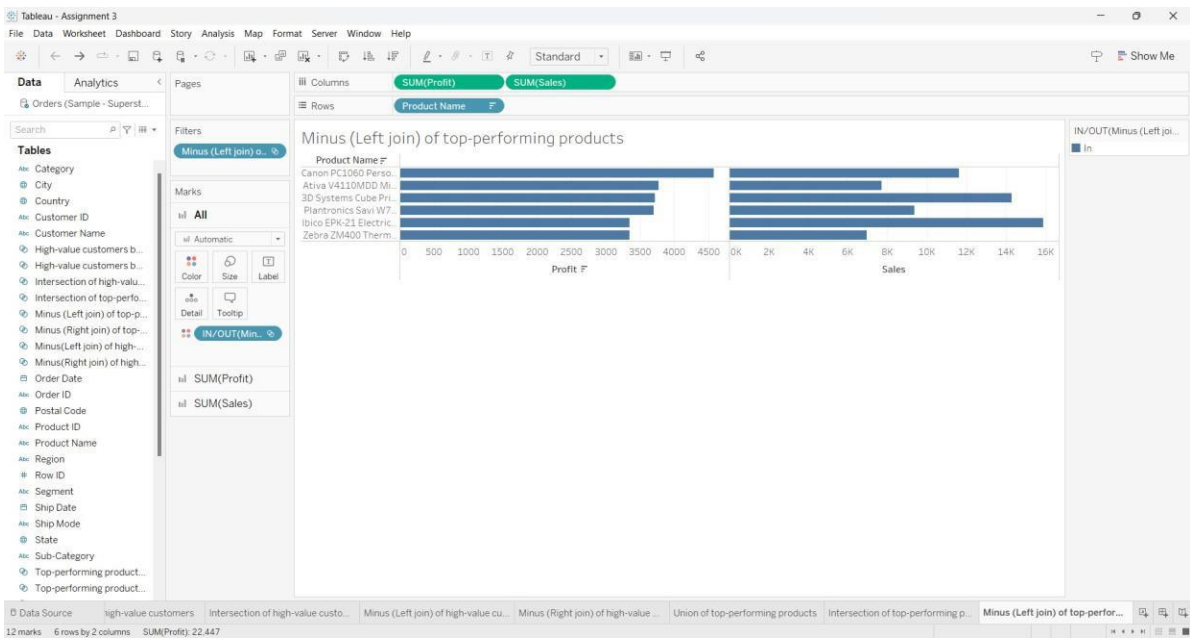 Tableau - Assignment 3
File Data Worksheet Dashboard Story Analysis Map Format Server Window Help
Standard
Show Me
Data Analytics
Pages
Columns SUM(Profit) SUM(Sales)
Orders (Sample - Superst...
Rows Product Name
Search
Tables
Abc Category
City
Country
Abc Customer ID
Abc Customer Name
High-value customers b...
High-value customers b...
Intersection of high-valu...
Intersection of top-perfo...
Minus (Left join) of top-p...
Minus (Right join) of top-...
Minus(Left join) of high-...
Minus(Right join) of high...
Order Date
Abc Order ID
Postal Code
Abc Product ID
Abc Product Name
Abc Region
# Row ID
Abc Segment
Ship Date
Abc Ship Mode
State
Abc Sub-Category
Top-performing product...
Top-performing product...
Filters
Minus (Left join) o..
Marks
All
Automatic
Color Size Label
Detail Tooltip
IN/OUT(Min..
SUM(Profit)
SUM(Sales)
Minus (Left join) of top-performing products
Product Name
Canon PC1060 Perso..
Ativa V4110MDD Mi..
3D Systems Cube Pri..
Plantronics Savi W7..
Ibico EPK-21 Electric..
Zebra ZM400 Therm..
0 500 1000 1500 2000 2500 3000 3500 4000 4500 0K 2K 4K 6K 8K 10K 12K 14K 16K
Profit Sales
IN/OUT(Minus (Left joi...
In
Data Source high-value customers Intersection of high-value custo... Minus (Left join) of high-value cu... Minus (Right join) of high-value ... Union of top-performing products Intersection of top-performing p... Minus (Left join) of top-perfor...
12 marks 6 rows by 2 columns SUM(Profit): 22,447